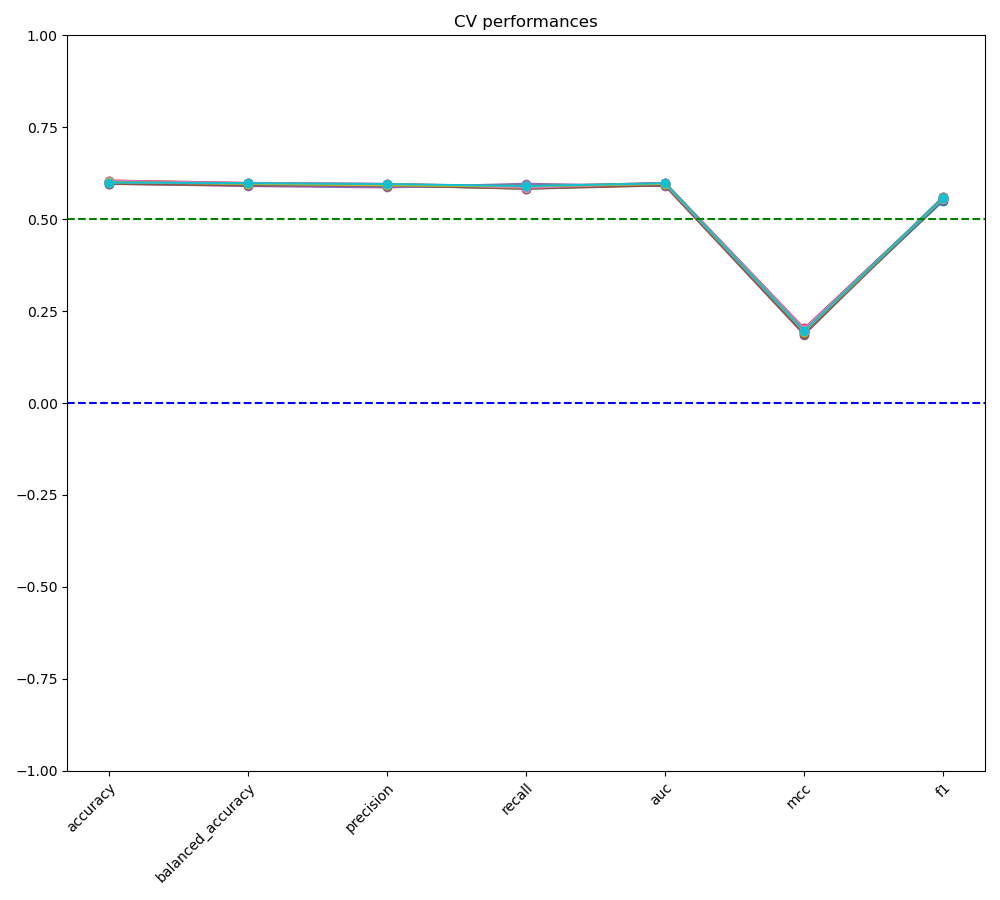 CV performances
1.00
0.75
0.50
0.25
0.00
−0.25
−0.50
−0.75
−1.00
accuracy
balanced_accuracy
precision
recall
auc
mcc
f1